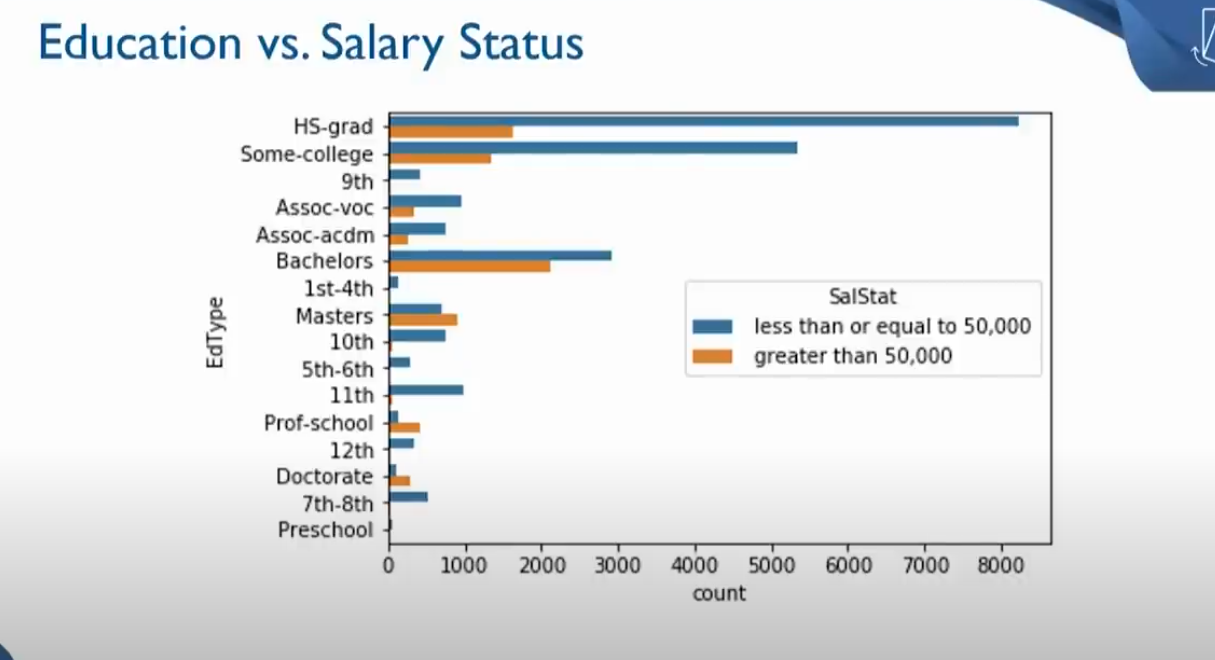 Education vs. Salary Status
HS-grad
Some-college
9th
Assoc-voc
Assoc-acdm
Bachelors
1st-4th
Masters
10th
5th-6th
11th
Prof-school
12th
Doctorate
7th-8th
Preschool
EdType
SalStat
less than or equal to 50,000
greater than 50,000
0 1000 2000 3000 4000 5000 6000 7000 8000
count